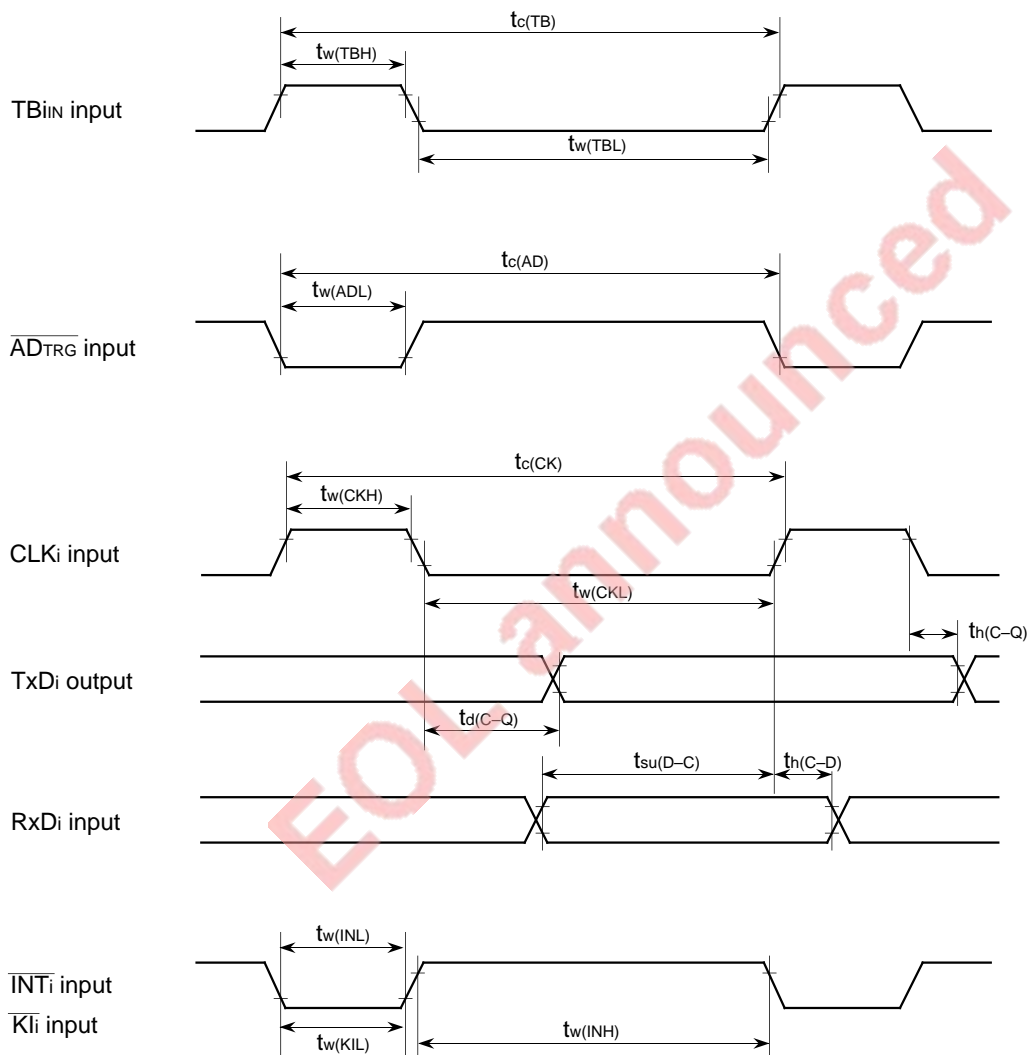 tc(TB)
tw(TBH)
TBiIN input
tw(TBL)
tc(AD)
tw(ADL)
ADTRG input
tc(CK)
tw(CKH)
CLKi input
tw(CKL)
th(C–Q)
TxDi output
td(C–Q)
tsu(D–C)
th(C–D)
RxDi input
tw(INL)
INTi input
KIi input
tw(KIL)
tw(INH)
EOL announced